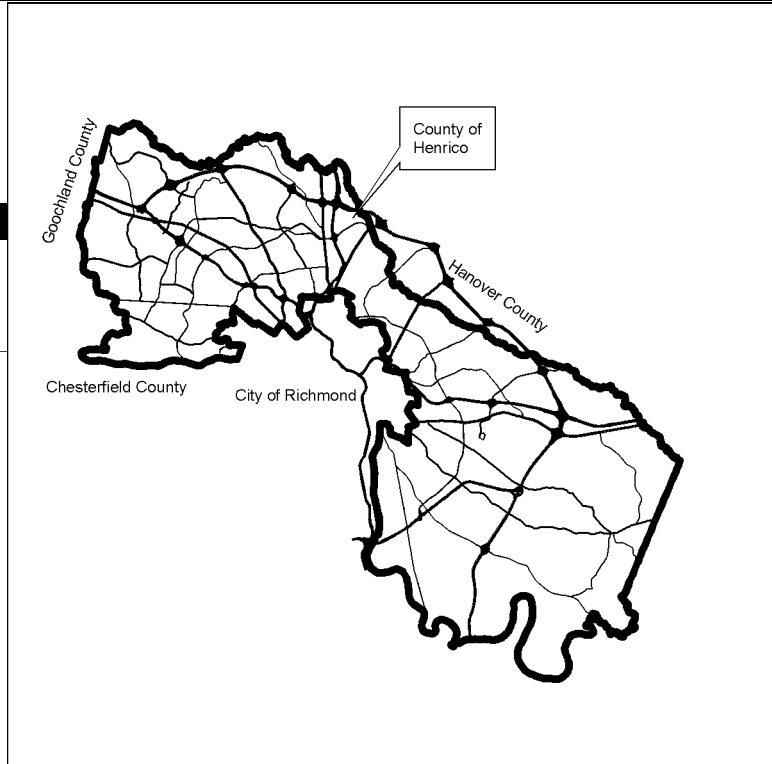 County of
Henrico
Goochland County
Hanover County
Chesterfield County
City of Richmond